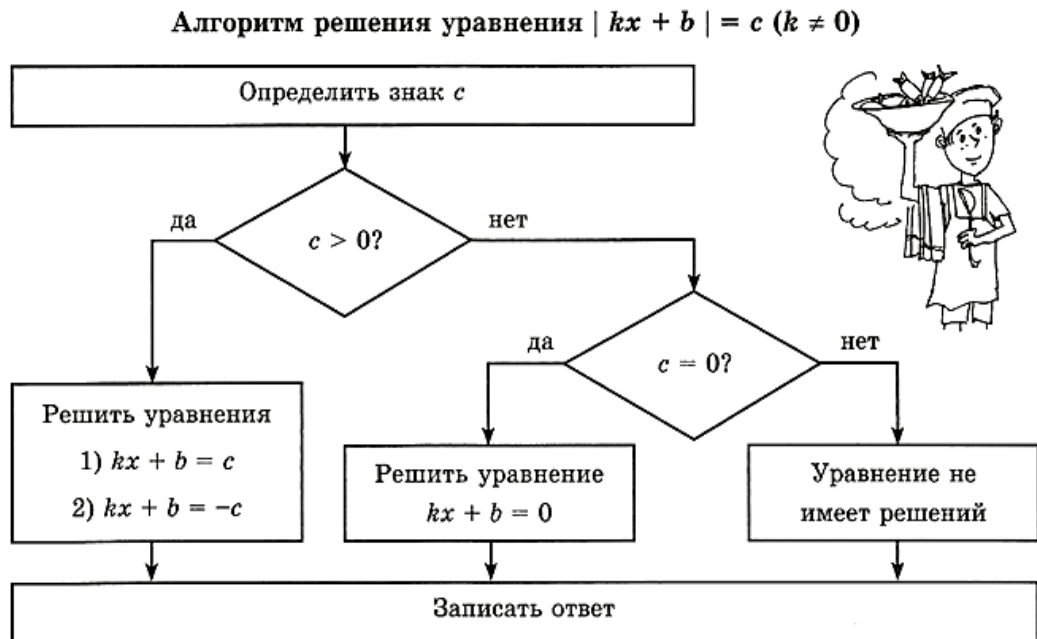 Алгоритм решения уравнения | kx + b | = c (k ≠ 0)
Определить знак c
да
c > 0?
нет
да
c = 0?
нет
Решить уравнения
1) kx + b = c
2) kx + b = −c
Решить уравнение
kx + b = 0
Уравнение не
имеет решений
Записать ответ